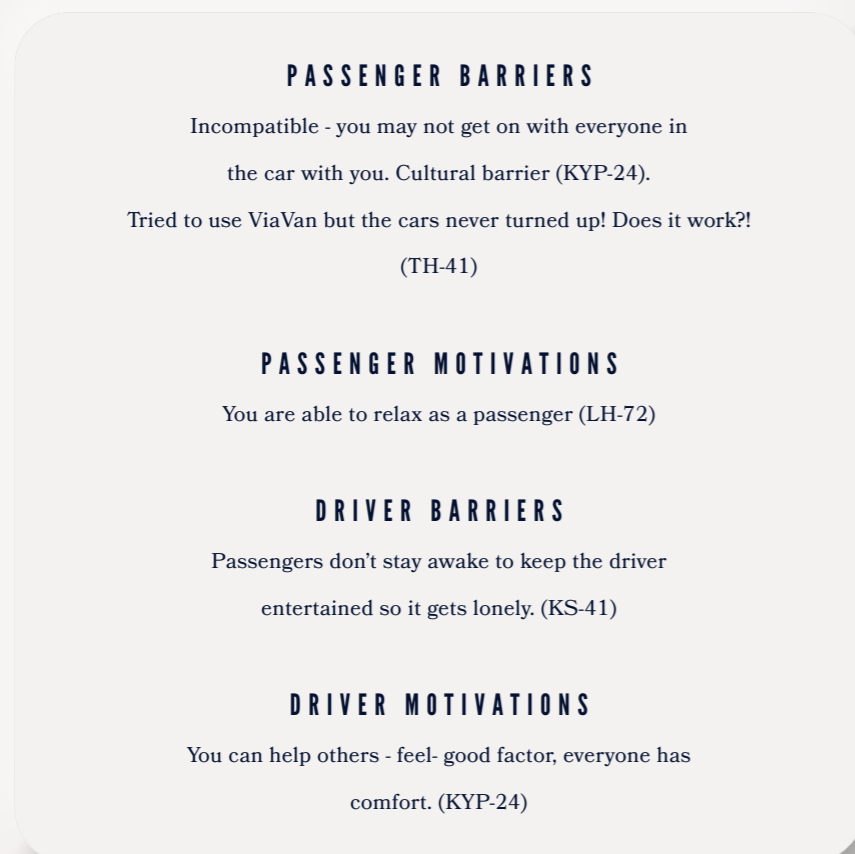 PASSENGER BARRIERS
Incompatible - you may not get on with everyone in
the car with you. Cultural barrier (KYP-24).
Tried to use ViaVan but the cars never turned up! Does it work?!
(TH-41)
PASSENGER MOTIVATIONS
You are able to relax as a passenger (LH-72)
DRIVER BARRIERS
Passengers don’t stay awake to keep the driver
entertained so it gets lonely. (KS-41)
DRIVER MOTIVATIONS
You can help others - feel- good factor, everyone has
comfort. (KYP-24)